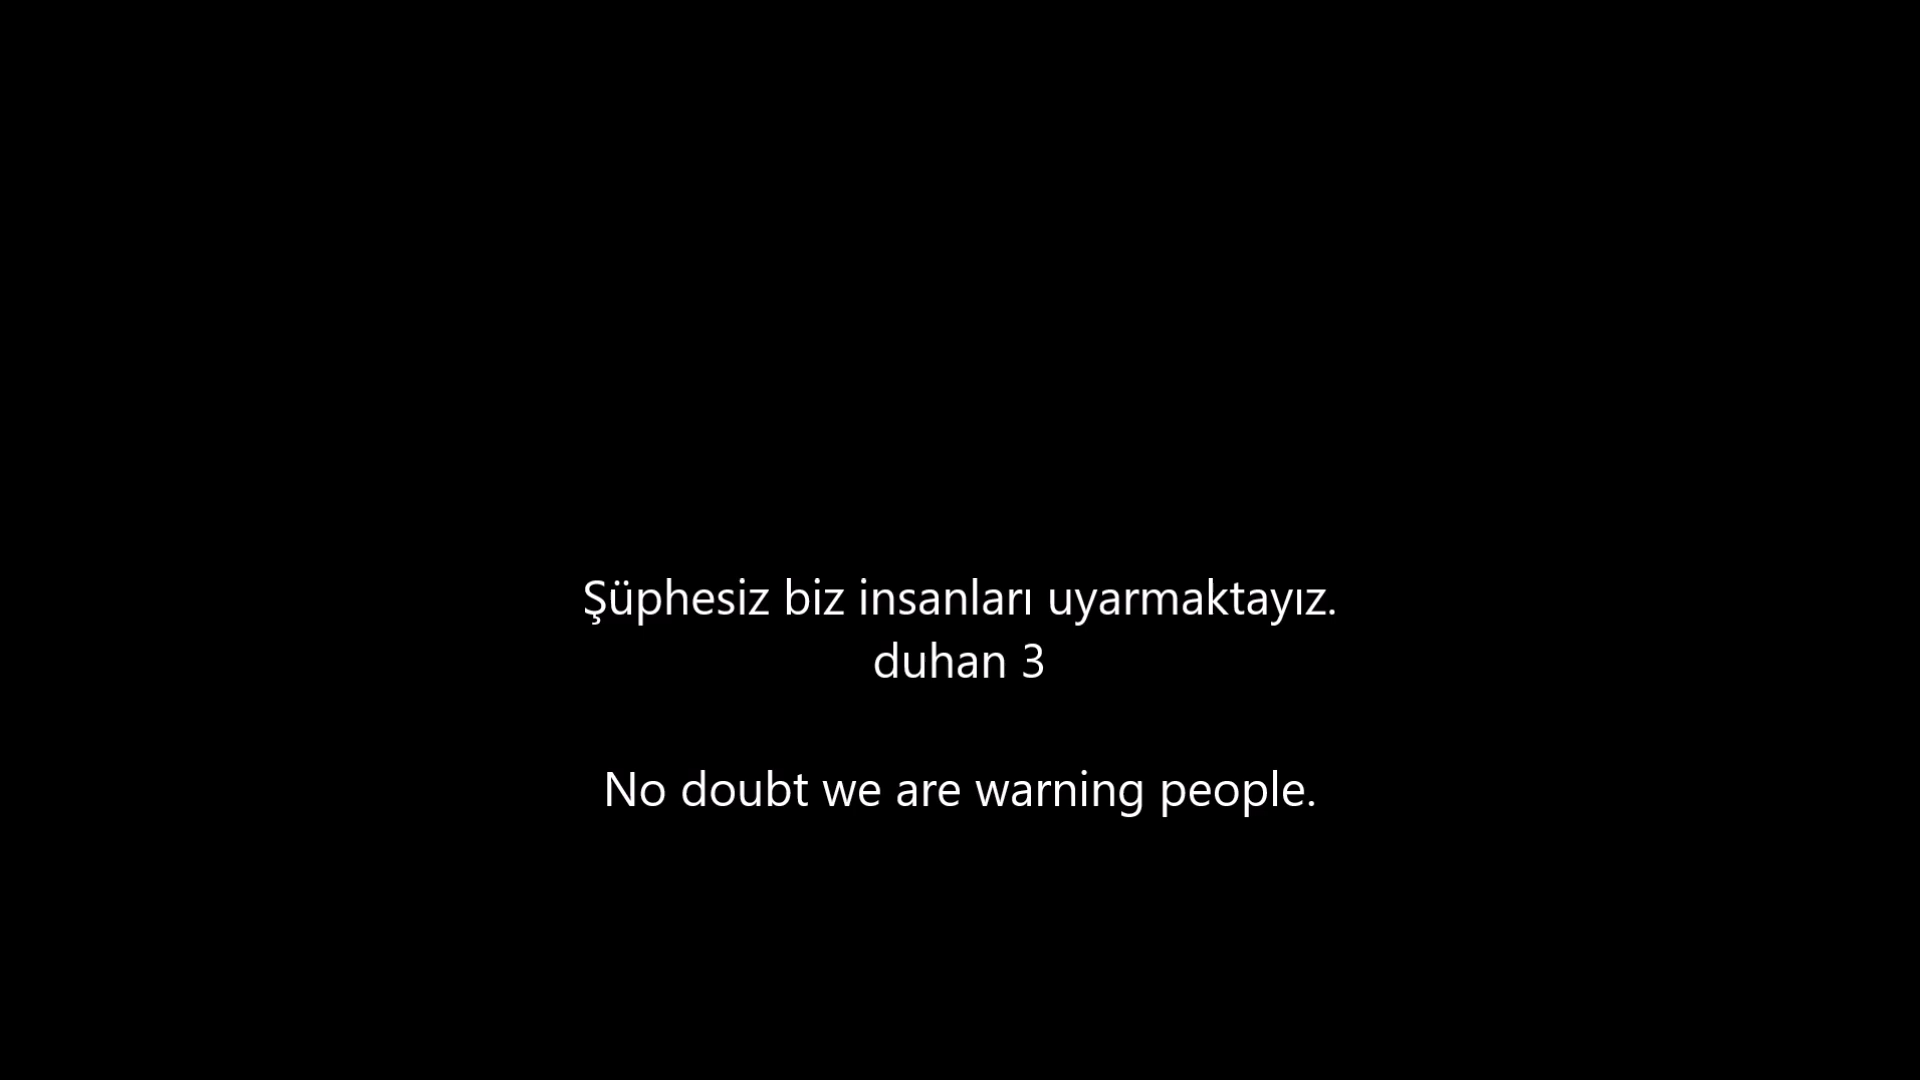 Şüphesiz biz insanları uyarmaktayız.
duhan 3
No doubt we are warning people.